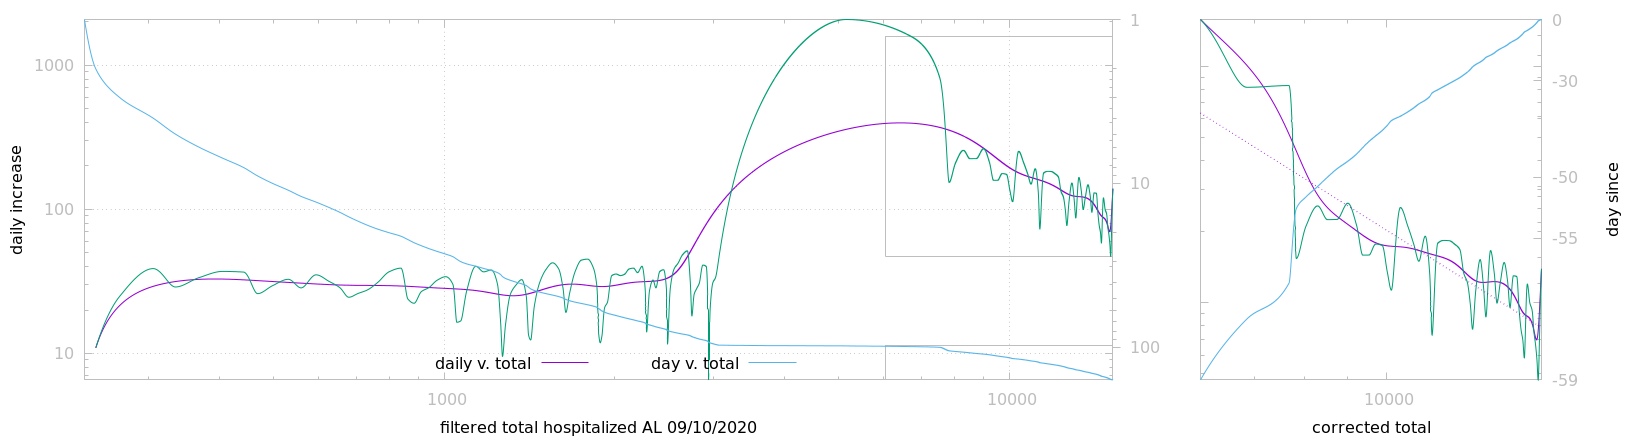 1000
100
10
daily increase
daily v. total
day v. total
1000
10000
filtered total hospitalized AL 09/10/2020
1
10
100
0
-30
-50
-55
-59
day since
10000
corrected total